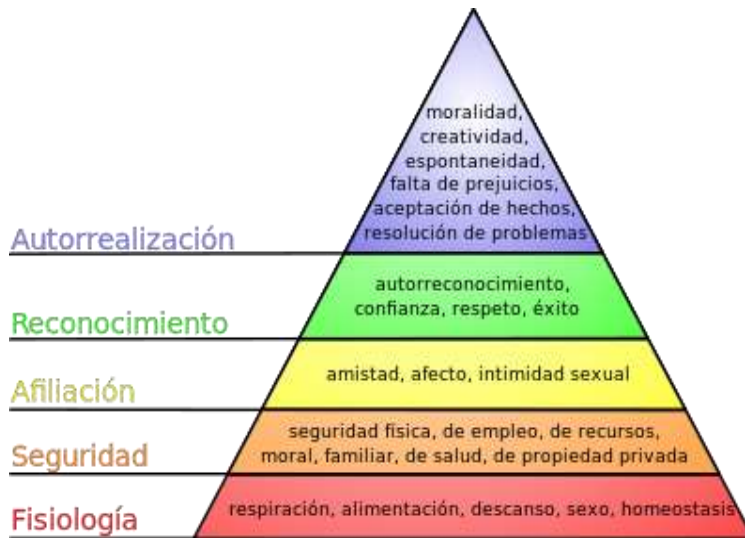 moralidad,
creatividad,
espontaneidad,
falta de prejuicios,
aceptación de hechos,
resolución de problemas
Autorrealización
autorreconocimiento,
confianza, respeto, éxito
Reconocimiento
amistad, afecto, intimidad sexual
Afiliación
seguridad física, de empleo, de recursos,
moral, familiar, de salud, de propiedad privada
Seguridad
respiración, alimentación, descanso, sexo, homeostasis
Fisiología